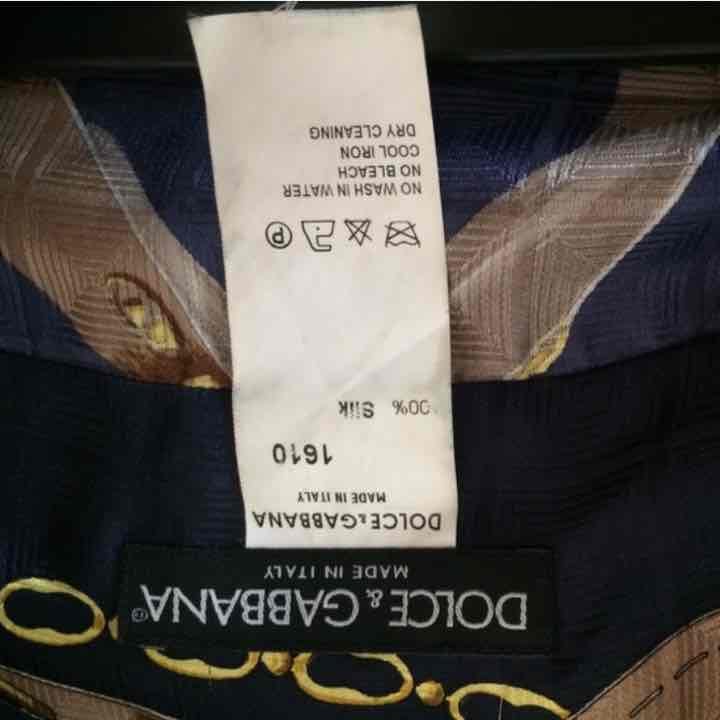 DOLCE & GABBANA®
MADE IN ITALY
DOLCE & GABBANA
MADE IN ITALY
1610
00% Silk
P
NO WASH IN WATER
NO BLEACH
COOL IRON
DRY CLEANING